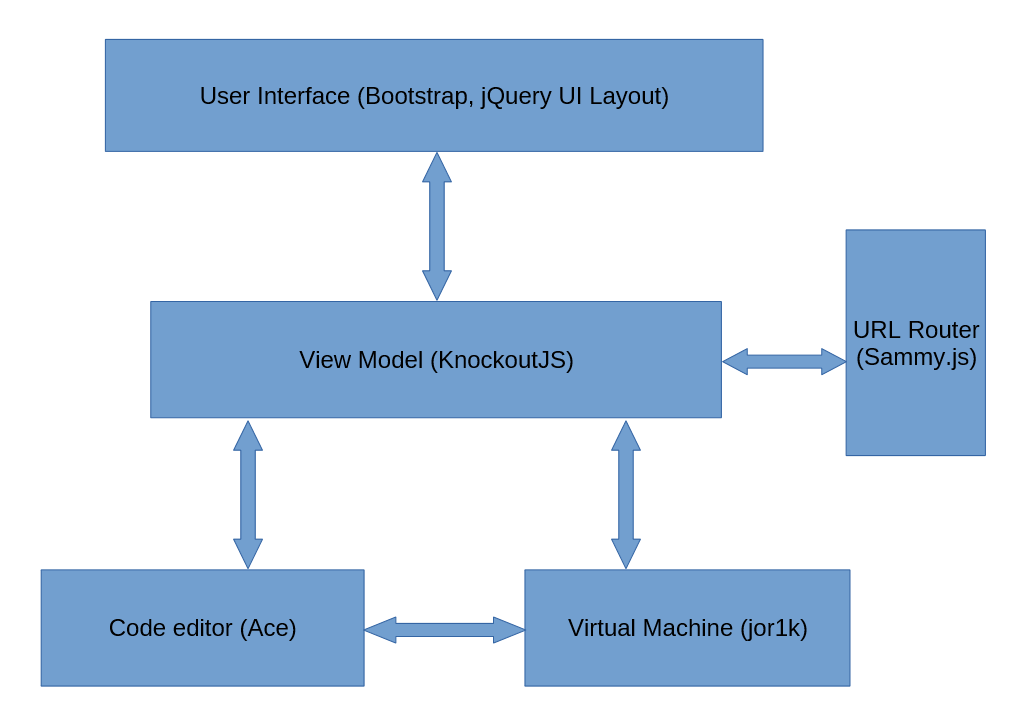 User Interface (Bootstrap, jQuery UI Layout)
URL Router
(Sammy.js)
View Model (KnockoutJS)
Code editor (Ace)
Virtual Machine (jor1k)